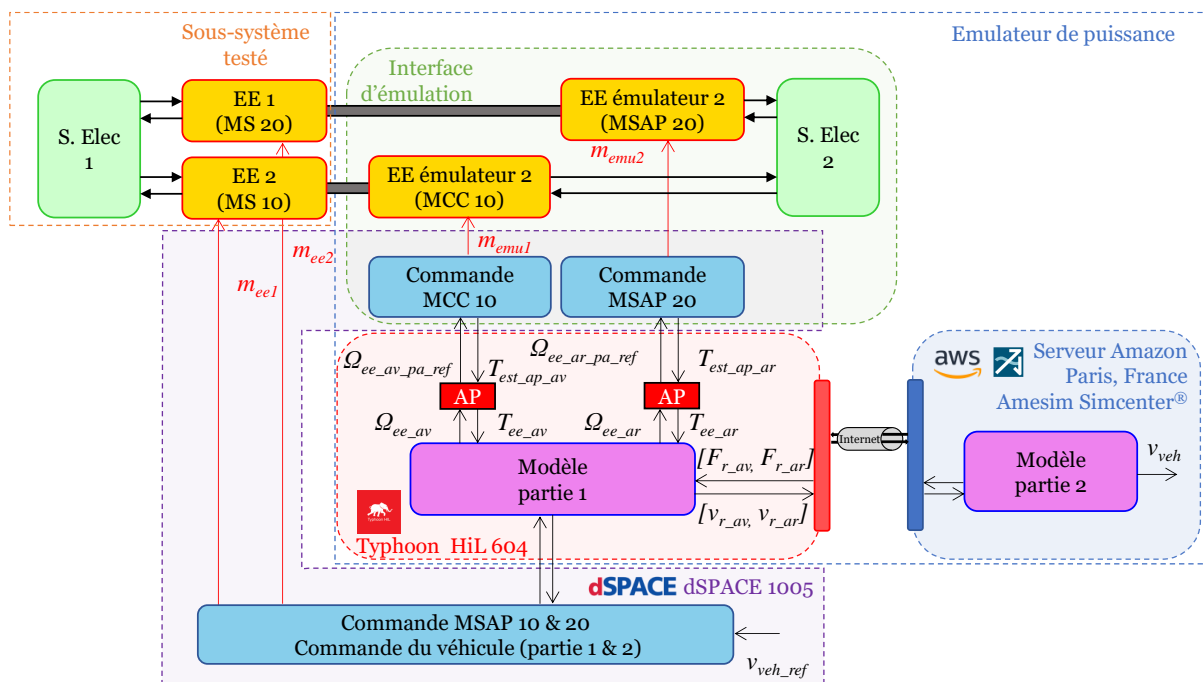 Sous-système
testé
Emulateur de puissance
Interface
d'émulation
S. Elec
1
EE 1
(MS 20)
EE émulateur 2
(MSAP 20)
S. Elec
2
EE 2
(MS 10)
EE émulateur 2
(MCC 10)
m_emu2
m_emu1
m_ee2
m_ee1
Commande
MCC 10
Commande
MSAP 20
Ω_ee_av_pa_ref
T_est_ap_av
Ω_ee_ar_pa_ref
T_est_ap_ar
AP
AP
Ω_ee_av
T_ee_av
Ω_ee_ar
T_ee_ar
Modèle
partie 1
[F_r_av, F_r_ar]
[v_r_av, v_r_ar]
Internet
aws
Serveur Amazon
Paris, France
Amesim Simcenter®
Modèle
partie 2
v_veh
Typhoon HiL
Typhoon HiL 604
dSPACE dSPACE 1005
Commande MSAP 10 & 20
Commande du véhicule (partie 1 & 2)
v_veh_ref